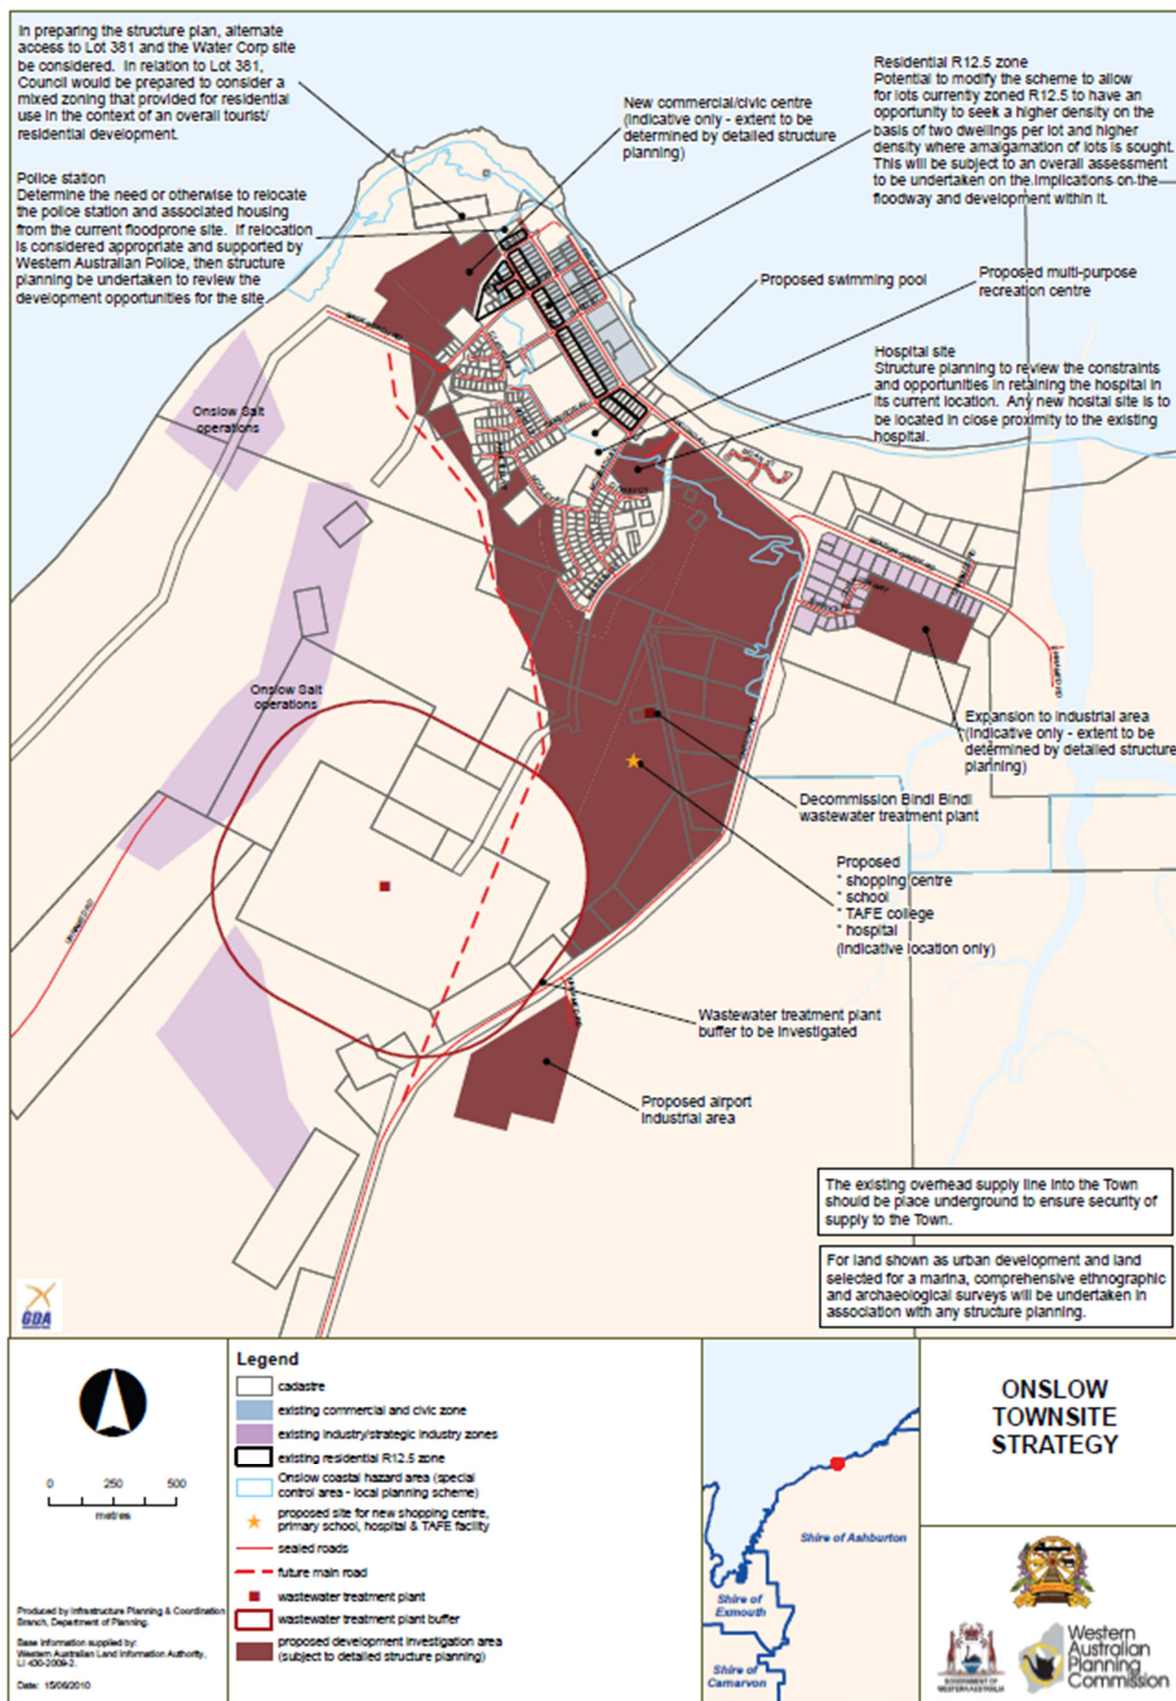 In preparing the structure plan, alternate
access to Lot 381 and the Water Corp site
be considered. In relation to Lot 381,
Council would be prepared to consider a
mixed zoning that provided for residential
use in the context of an overall tourist/
residential development.
Police station
Determine the need or otherwise to relocate
the police station and associated housing
from the current floodprone site. If relocation
is considered appropriate and supported by
Western Australian Police, then structure
planning be undertaken to review the
development opportunities for the site
New commercial/civic centre
(indicative only - extent to be
determined by detailed structure
planning)
Residential R12.5 zone
Potential to modify the scheme to allow
for lots currently zoned R12.5 to have an
opportunity to seek a higher density on the
basis of two dwellings per lot and higher
density where amalgamation of lots is sought.
This will be subject to an overall assessment
to be undertaken on the implications on the
floodway and development within it.
Proposed swimming pool
Proposed multi-purpose
recreation centre
Hospital site
Structure planning to review the constraints
and opportunities in retaining the hospital in
its current location. Any new hosital site is to
be located in close proximity to the existing
hospital.
Onslow Salt
operations
Onslow Salt
operations
Expansion to industrial area
(indicative only - extent to be
determined by detailed structure
planning)
Decommission Bindi Bindi
wastewater treatment plant
Proposed
* shopping centre
* school
* TAFE college
* hospital
(indicative location only)
UNNAMED RD
Wastewater treatment plant
buffer to be investigated
Proposed airport
industrial area
The existing overhead supply line into the Town
should be place underground to ensure security of
supply to the Town.
For land shown as urban development and land
selected for a marina, comprehensive ethnographic
and archaeological surveys will be undertaken in
association with any structure planning.
GDA
0 250 500
metres
Produced by Infrastructure Planning & Coordination
Branch, Department of Planning.
Base information supplied by:
Western Australian Land Information Authority,
LI 430-2009-2.
Date: 15/06/2010
Legend
cadastre
existing commercial and civic zone
existing industry/strategic industry zones
existing residential R12.5 zone
Onslow coastal hazard area (special
control area - local planning scheme)
proposed site for new shopping centre,
primary school, hospital & TAFE facility
sealed roads
future main road
wastewater treatment plant
wastewater treatment plant buffer
proposed development investigation area
(subject to detailed structure planning)
Shire of Ashburton
Shire of
Exmouth
Shire of
Carnarvon
ONSLOW
TOWNSITE
STRATEGY
GOVERNMENT OF
WESTERN AUSTRALIA
Western
Australian
Planning
Commission